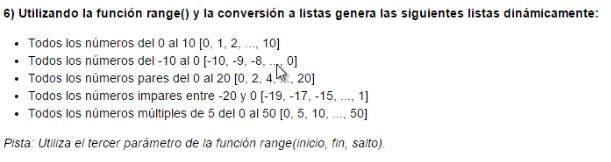 6) Utilizando la función range() y la conversión a listas genera las siguientes listas dinámicamente:
• Todos los números del 0 al 10 [0, 1, 2, ..., 10]
• Todos los números del -10 al 0 [-10, -9, -8, ..., 0]
• Todos los números pares del 0 al 20 [0, 2, 4, ..., 20]
• Todos los números impares entre -20 y 0 [-19, -17, -15, ..., 1]
• Todos los números múltiples de 5 del 0 al 50 [0, 5, 10, ..., 50]
Pista: Utiliza el tercer parámetro de la función range(inicio, fin, salto).